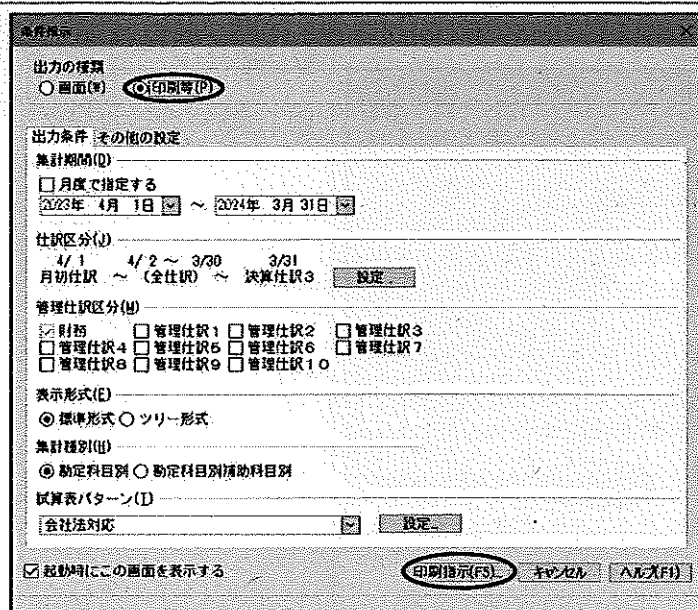 条件指示
出力の種類
画面(W) 印刷等(P)
出力条件 その他の設定
集計期間(D)
月度で指定する
2023年 4月 1日 ～ 2024年 3月 31日
仕訳区分(J)
4/ 1 4/ 2 ～ 3/30 3/31
月初仕訳 ～ (全仕訳) ～ 決算仕訳3 設定...
管理仕訳区分(M)
財務 管理仕訳1 管理仕訳2 管理仕訳3
管理仕訳4 管理仕訳5 管理仕訳6 管理仕訳7
管理仕訳8 管理仕訳9 管理仕訳10
表示形式(E)
標準形式 ツリー形式
集計種別(H)
勘定科目別 勘定科目別補助科目別
試算表パターン(I)
会社法対応 設定...
起動時にこの画面を表示する 印刷指示(F5)... キャンセル ヘルプ(F1)